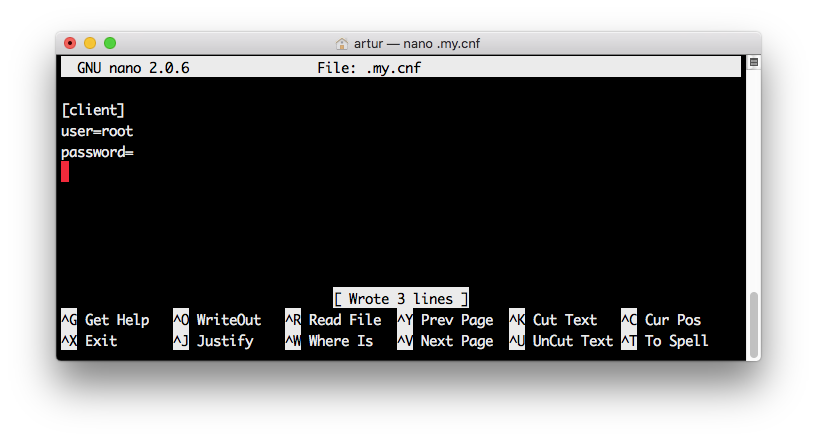 artur — nano .my.cnf
GNU nano 2.0.6 File: .my.cnf
[client]
user=root
password=
[ Wrote 3 lines ]
^G Get Help ^O WriteOut ^R Read File ^Y Prev Page ^K Cut Text ^C Cur Pos
^X Exit ^J Justify ^W Where Is ^V Next Page ^U UnCut Text ^T To Spell